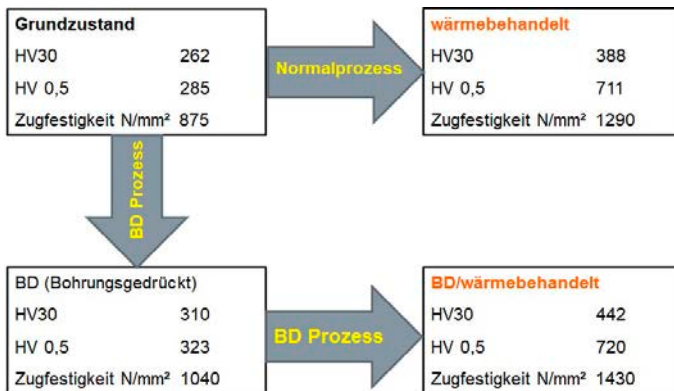 Grundzustand
HV30 262
HV 0,5 285
Zugfestigkeit N/mm² 875
Normalprozess
wärmebehandelt
HV30 388
HV 0,5 711
Zugfestigkeit N/mm² 1290
BD Prozess
BD (Bohrungsgedrückt)
HV30 310
HV 0,5 323
Zugfestigkeit N/mm² 1040
BD Prozess
BD/wärmebehandelt
HV30 442
HV 0,5 720
Zugfestigkeit N/mm² 1430